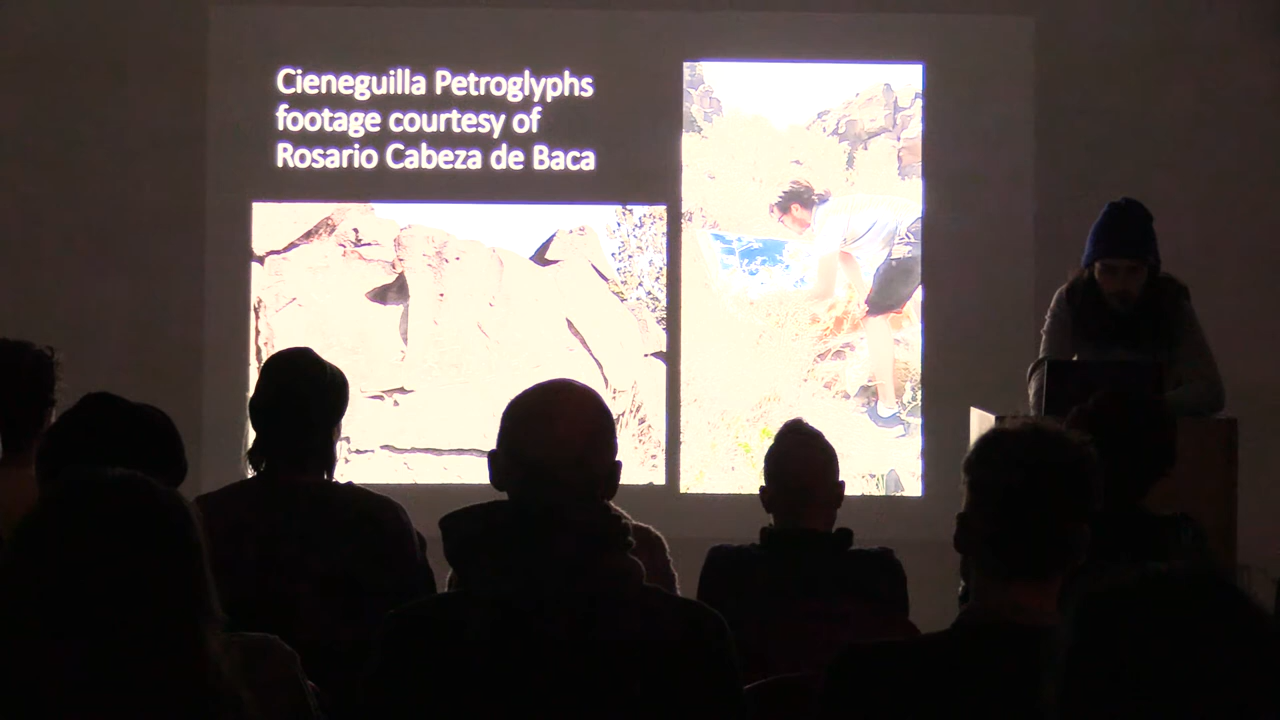 Cieneguilla Petroglyphs
footage courtesy of
Rosario Cabeza de Baca